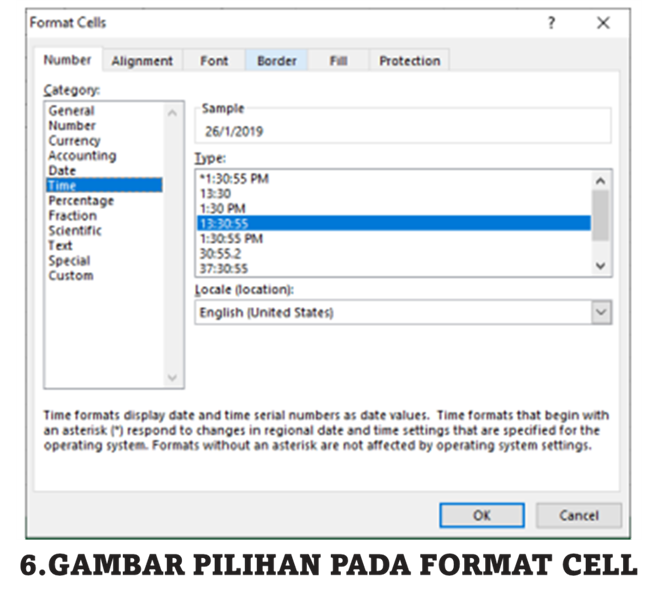 Format Cells ? ×
Number Alignment Font Border Fill Protection
Category:
General
Number
Currency
Accounting
Date
Time
Percentage
Fraction
Scientific
Text
Special
Custom
Sample
26/1/2019
Type:
*1:30:55 PM
13:30
1:30 PM
13:30:55
1:30:55 PM
30:55.2
37:30:55
Locale (location):
English (United States)
Time formats display date and time serial numbers as date values. Time formats that begin with
an asterisk (*) respond to changes in regional date and time settings that are specified for the
operating system. Formats without an asterisk are not affected by operating system settings.
OK Cancel
6.GAMBAR PILIHAN PADA FORMAT CELL